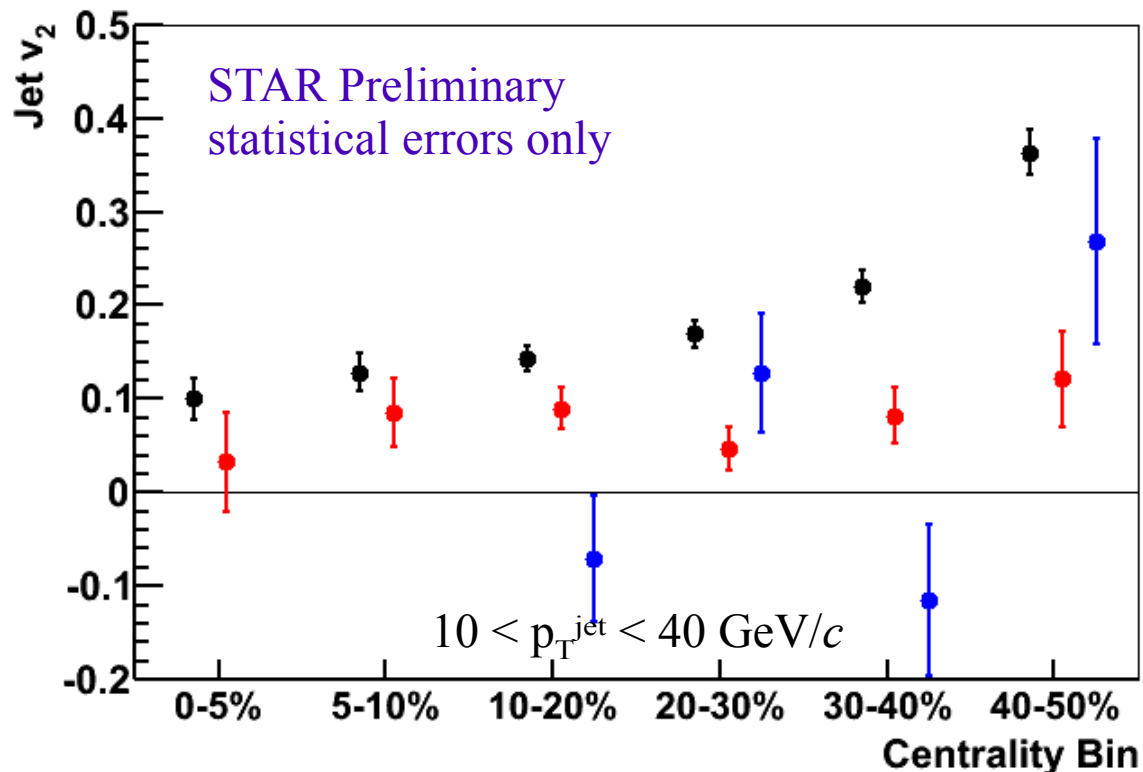 Jet v₂
0.5
0.4
0.3
0.2
0.1
0
-0.1
-0.2
STAR Preliminary
statistical errors only
10 < p_T^jet < 40 GeV/c
0-5% 5-10% 10-20% 20-30% 30-40% 40-50%
Centrality Bin